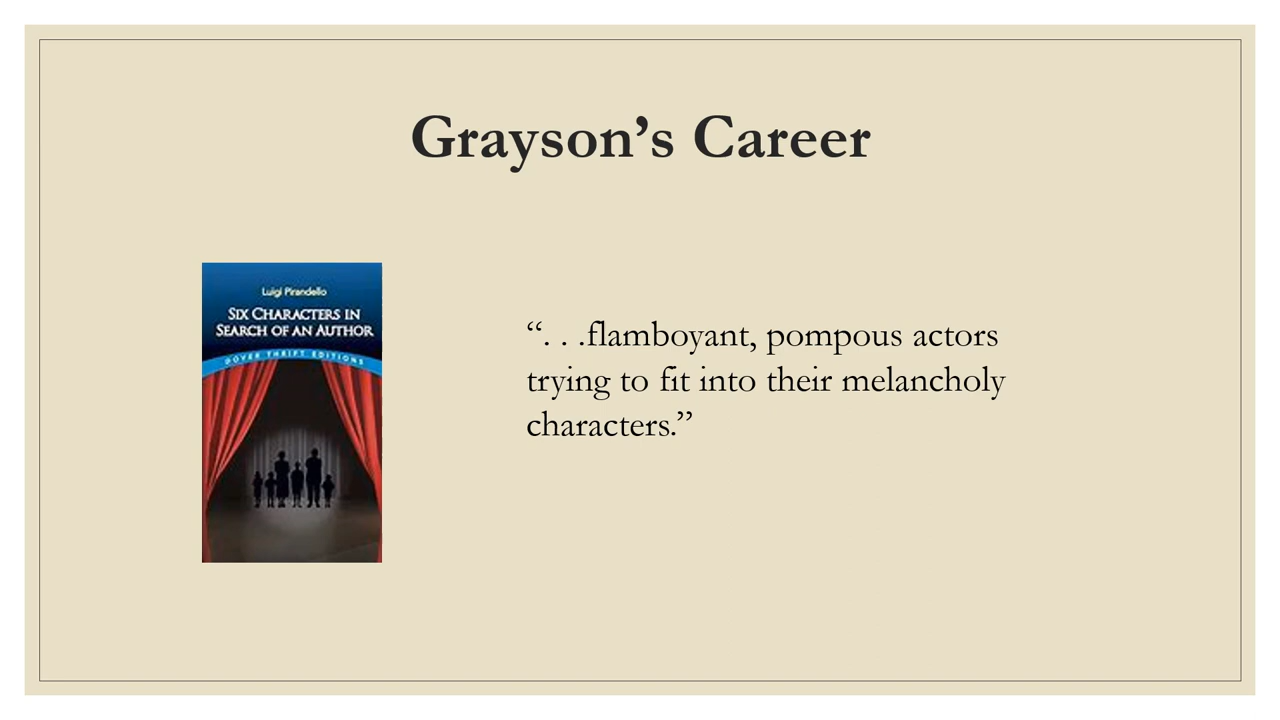 Grayson’s Career
Luigi Pirandello
SIX CHARACTERS IN
SEARCH OF AN AUTHOR
DOVER THRIFT EDITIONS
“. . .flamboyant, pompous actors
trying to fit into their melancholy
characters.”